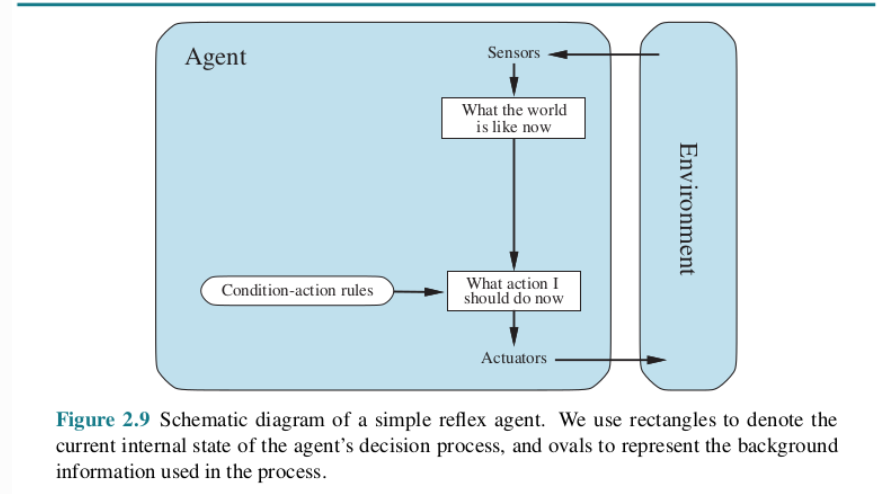 Agent
Sensors
What the world
is like now
Environment
Condition-action rules
What action I
should do now
Actuators
Figure 2.9 Schematic diagram of a simple reflex agent. We use rectangles to denote the
current internal state of the agent's decision process, and ovals to represent the background
information used in the process.